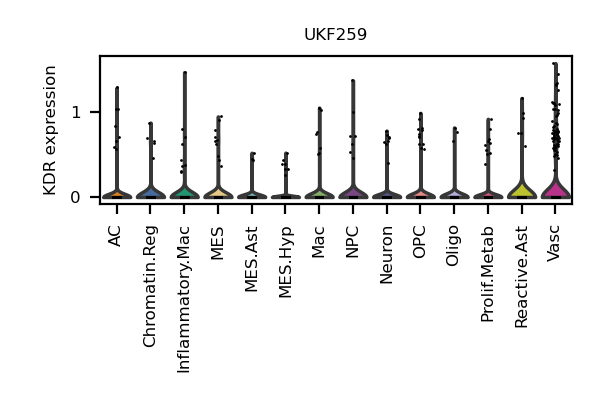 UKF259
KDR expression
1
0
AC
Chromatin.Reg
Inflammatory.Mac
MES
MES.Ast
MES.Hyp
Mac
NPC
Neuron
OPC
Oligo
Prolif.Metab
Reactive.Ast
Vasc